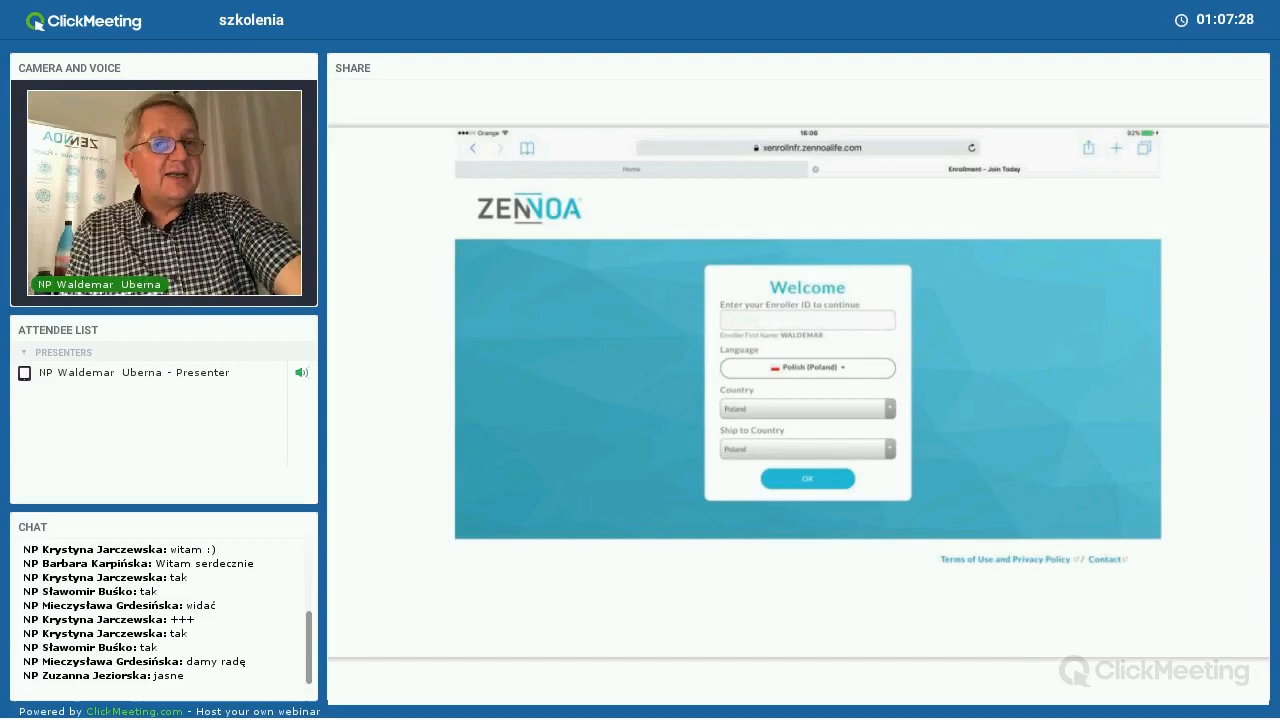 ClickMeeting
szkolenia
01:07:28
CAMERA AND VOICE
ZENNOA
NP Waldemar Uberna
ATTENDEE LIST
PRESENTERS
NP Waldemar Uberna - Presenter
CHAT
NP Krystyna Jarczewska: witam :)
NP Barbara Karpińska: Witam serdecznie
NP Krystyna Jarczewska: tak
NP Sławomir Buśko: tak
NP Mieczysława Grdesińska: widać
NP Krystyna Jarczewska: +++
NP Krystyna Jarczewska: tak
NP Sławomir Buśko: tak
NP Mieczysława Grdesińska: damy radę
NP Zuzanna Jeziorska: jasne
Powered by ClickMeeting.com - Host your own webinar
SHARE
Orange 16:06 92%
xenrollnfr.zennoalife.com
Home Enrollment - Join Today
ZENNOA
Welcome
Enter your Enroller ID to continue
Enroller First Name: WALDEMAR
Language
Polish (Poland)
Country
Poland
Ship to Country
Poland
OK
Terms of Use and Privacy Policy / Contact
ClickMeeting